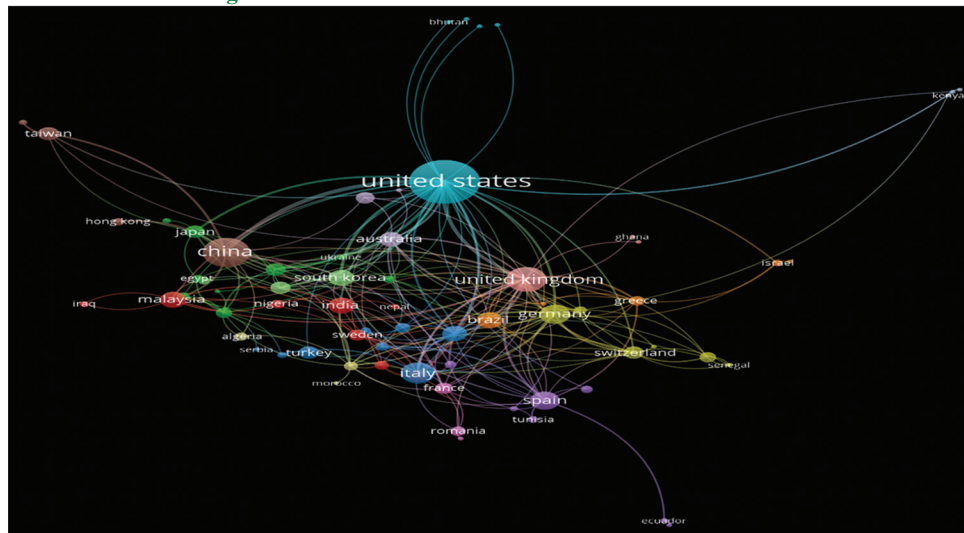 bhutan
kenya
taiwan
united states
hong kong
japan
australia
ghana
china
ukraine
israel
egypt
south korea
united kingdom
iraq
malaysia
nigeria
india
nepal
brazil
greece
germany
algeria
sweden
serbia
turkey
switzerland
senegal
italy
morocco
france
spain
tunisia
romania
ecuador